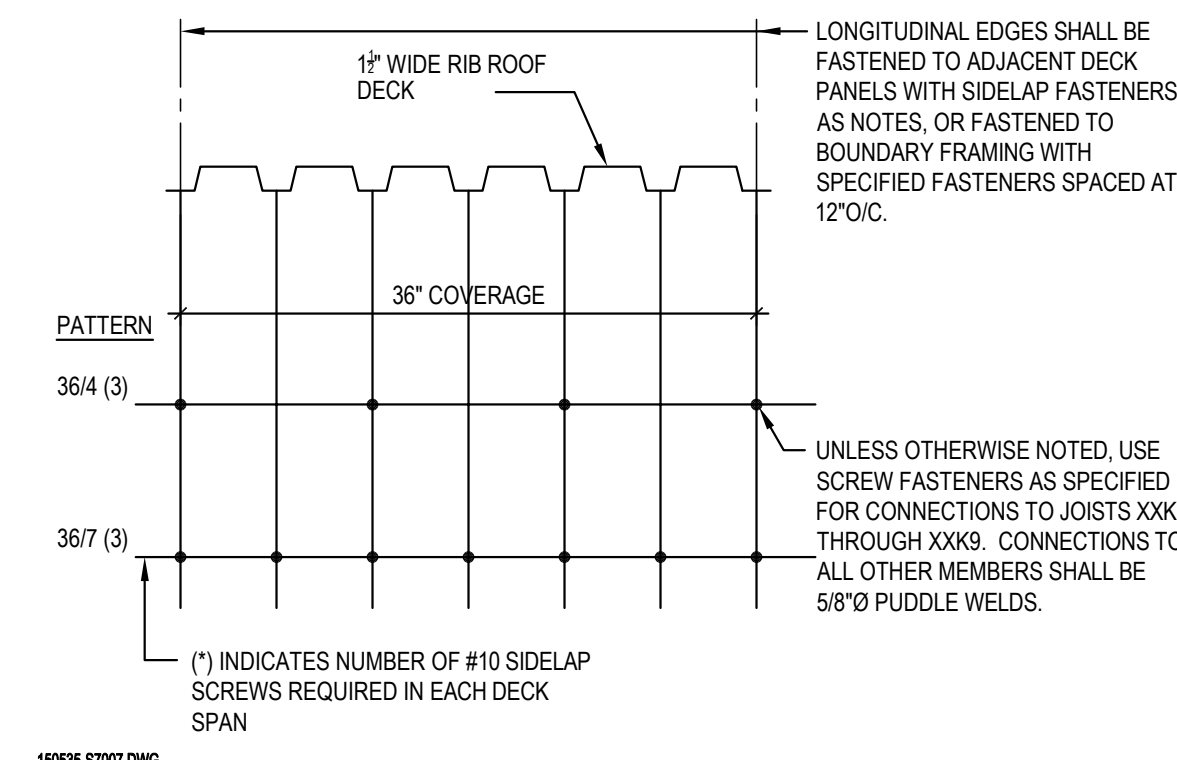 LONGITUDINAL EDGES SHALL BE
FASTENED TO ADJACENT DECK
PANELS WITH SIDELAP FASTENERS
AS NOTES, OR FASTENED TO
BOUNDARY FRAMING WITH
SPECIFIED FASTENERS SPACED AT
12"O/C.
1½" WIDE RIB ROOF
DECK
36" COVERAGE
PATTERN
36/4 (3)
UNLESS OTHERWISE NOTED, USE
SCREW FASTENERS AS SPECIFIED
FOR CONNECTIONS TO JOISTS XXK
THROUGH XXK9. CONNECTIONS TO
ALL OTHER MEMBERS SHALL BE
5/8"Ø PUDDLE WELDS.
36/7 (3)
(*) INDICATES NUMBER OF #10 SIDELAP
SCREWS REQUIRED IN EACH DECK
SPAN
150535-S7007.DWG